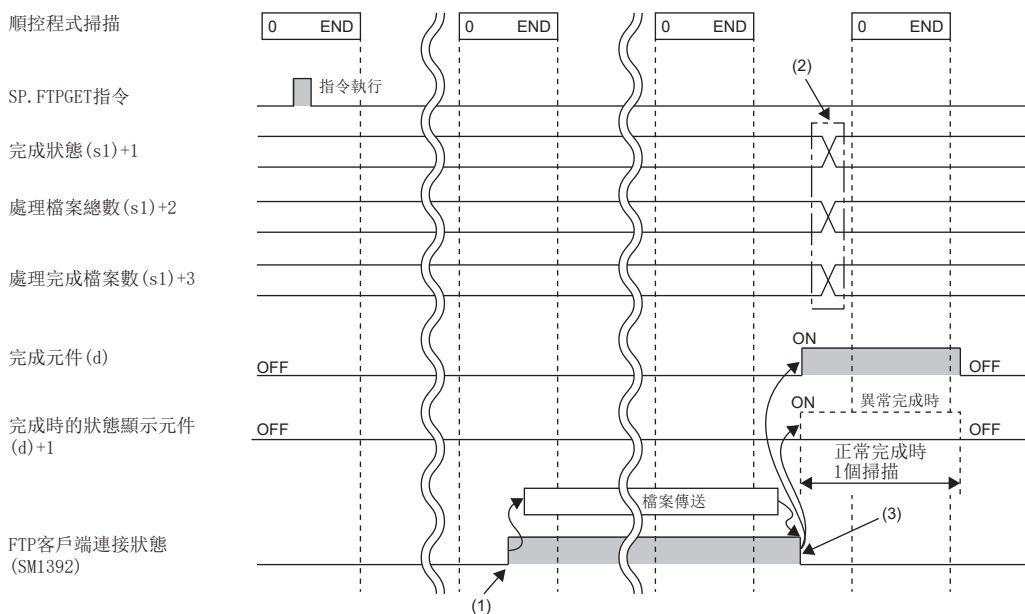 順控程式掃描
0 END
0 END
0 END
0 END
(2)
SP.FTPGET指令
指令執行
完成狀態(s1)+1
處理檔案總數(s1)+2
處理完成檔案數(s1)+3
ON
完成元件(d)
OFF
OFF
ON
異常完成時
完成時的狀態顯示元件
(d)+1
OFF
OFF
正常完成時
1個掃描
檔案傳送
(3)
FTP客戶端連接狀態
(SM1392)
(1)